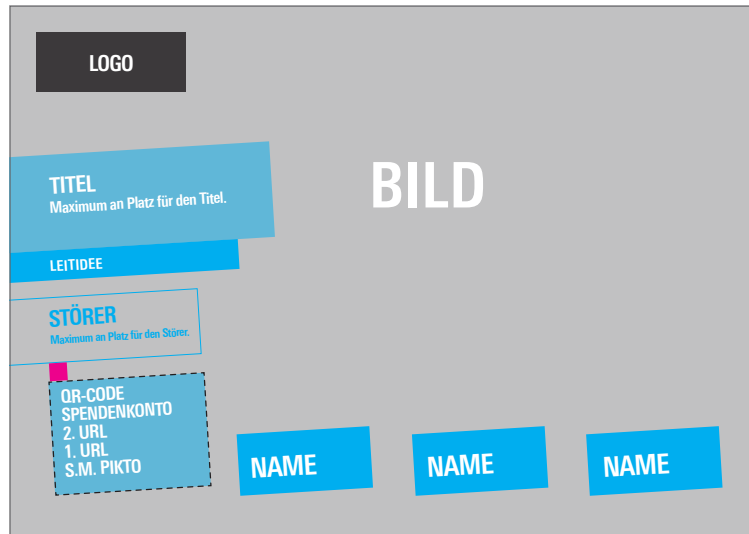 LOGO
BILD
TITEL
Maximum an Platz für den Titel.
LEITIDEE
STÖRER
Maximum an Platz für den Störer.
QR-CODE
SPENDENKONTO
2. URL
1. URL
S.M. PIKTO
NAME
NAME
NAME